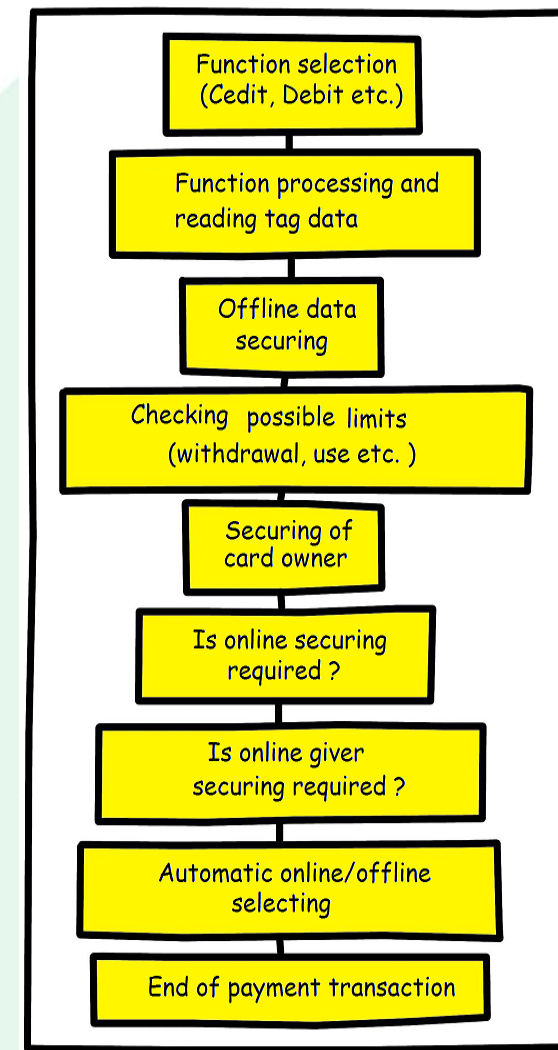 Function selection
(Cedit, Debit etc.)
Function processing and
reading tag data
Offline data
securing
Checking possible limits
(withdrawal, use etc. )
Securing of
card owner
Is online securing
required ?
Is online giver
securing required ?
Automatic online/offline
selecting
End of payment transaction